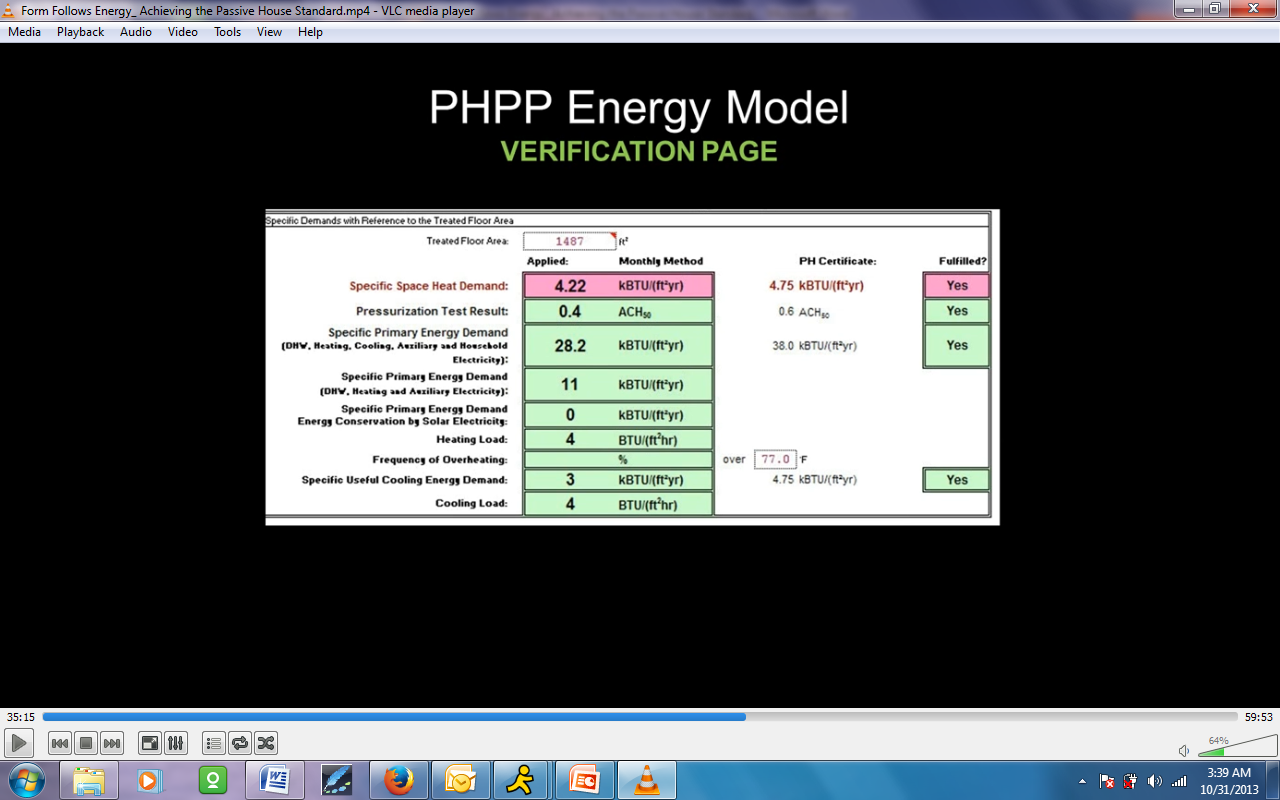 Form Follows Energy_ Achieving the Passive House Standard.mp4 - VLC media player
Media Playback Audio Video Tools View Help
PHPP Energy Model
VERIFICATION PAGE
Specific Demands with Reference to the Treated Floor Area
Treated Floor Area: 1487 ft²
Applied: Monthly Method PH Certificate: Fulfilled?
Specific Space Heat Demand: 4.22 kBTU/(ft²yr) 4.75 kBTU/(ft²yr) Yes
Pressurization Test Result: 0.4 ACH₅₀ 0.6 ACH₅₀ Yes
Specific Primary Energy Demand
(DHW, Heating, Cooling, Auxiliary and Household 28.2 kBTU/(ft²yr) 38.0 kBTU/(ft²yr) Yes
Electricity):
Specific Primary Energy Demand
(DHW, Heating and Auxiliary Electricity): 11 kBTU/(ft²yr)
Specific Primary Energy Demand
Energy Conservation by Solar Electricity: 0 kBTU/(ft²yr)
Heating Load: 4 BTU/(ft²hr)
Frequency of Overheating: % over 77.0 °F
Specific Useful Cooling Energy Demand: 3 kBTU/(ft²yr) 4.75 kBTU/(ft²yr) Yes
Cooling Load: 4 BTU/(ft²hr)
35:15 59:53
64%
3:39 AM
10/31/2013